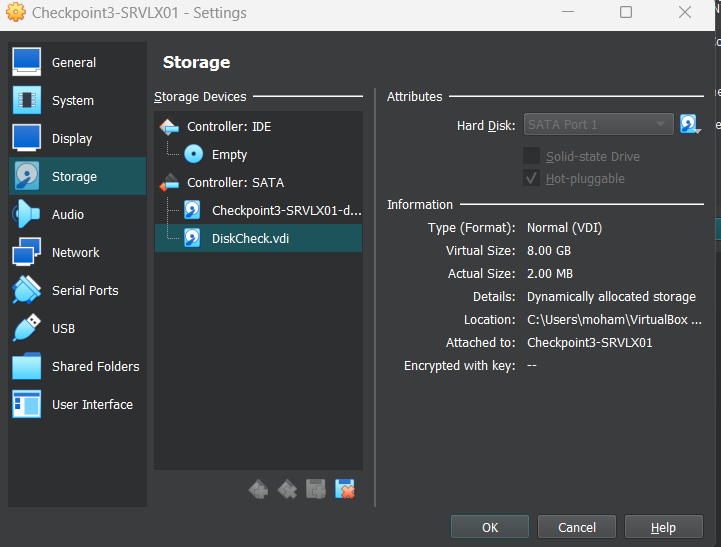 Checkpoint3-SRVLX01 - Settings
General
System
Display
Storage
Audio
Network
Serial Ports
USB
Shared Folders
User Interface
Storage
Storage Devices
Controller: IDE
Empty
Controller: SATA
Checkpoint3-SRVLX01-d...
DiskCheck.vdi
Attributes
Hard Disk: SATA Port 1
Solid-state Drive
Hot-pluggable
Information
Type (Format): Normal (VDI)
Virtual Size: 8.00 GB
Actual Size: 2.00 MB
Details: Dynamically allocated storage
Location: C:\Users\moham\VirtualBox ...
Attached to: Checkpoint3-SRVLX01
Encrypted with key: --
OK Cancel Help